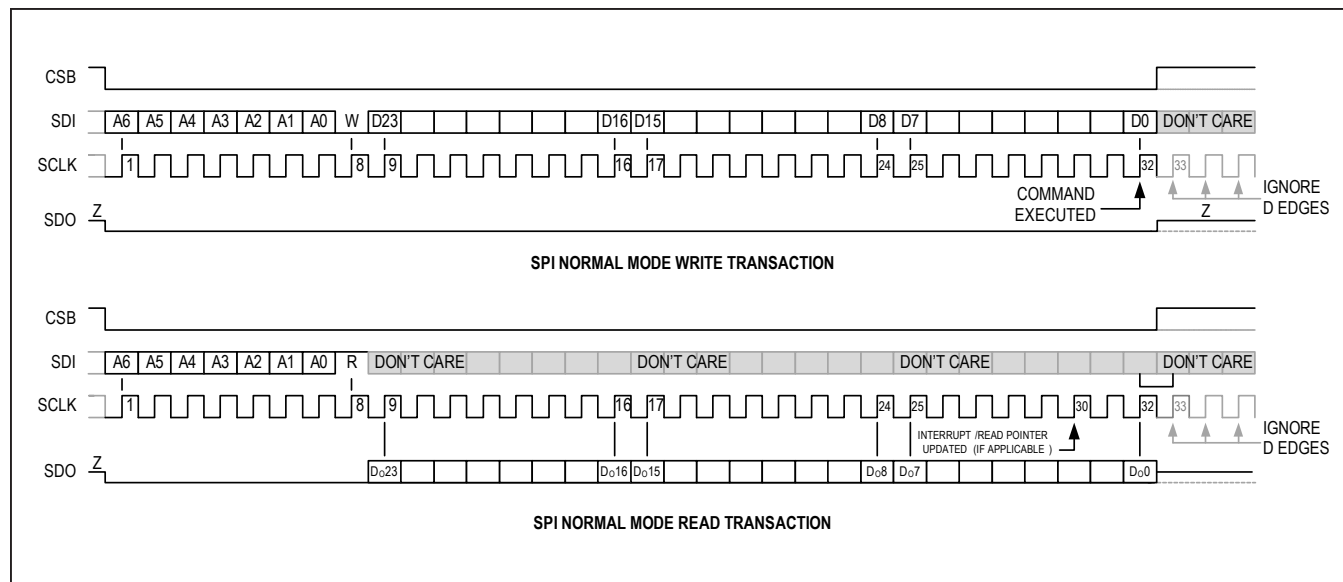 CSB
SDI A6 A5 A4 A3 A2 A1 A0 W D23 D16 D15 D8 D7 D0 DON'T CARE
SCLK 1 8 9 16 17 24 25 32 33
COMMAND
EXECUTED
IGNORE
D EDGES
SDO Z Z
SPI NORMAL MODE WRITE TRANSACTION
CSB
SDI A6 A5 A4 A3 A2 A1 A0 R DON'T CARE DON'T CARE DON'T CARE DON'T CARE
SCLK 1 8 9 16 17 24 25 30 32 33
INTERRUPT /READ POINTER
UPDATED (IF APPLICABLE )
IGNORE
D EDGES
SDO Z Do23 Do16 Do15 Do8 Do7 Do0
SPI NORMAL MODE READ TRANSACTION